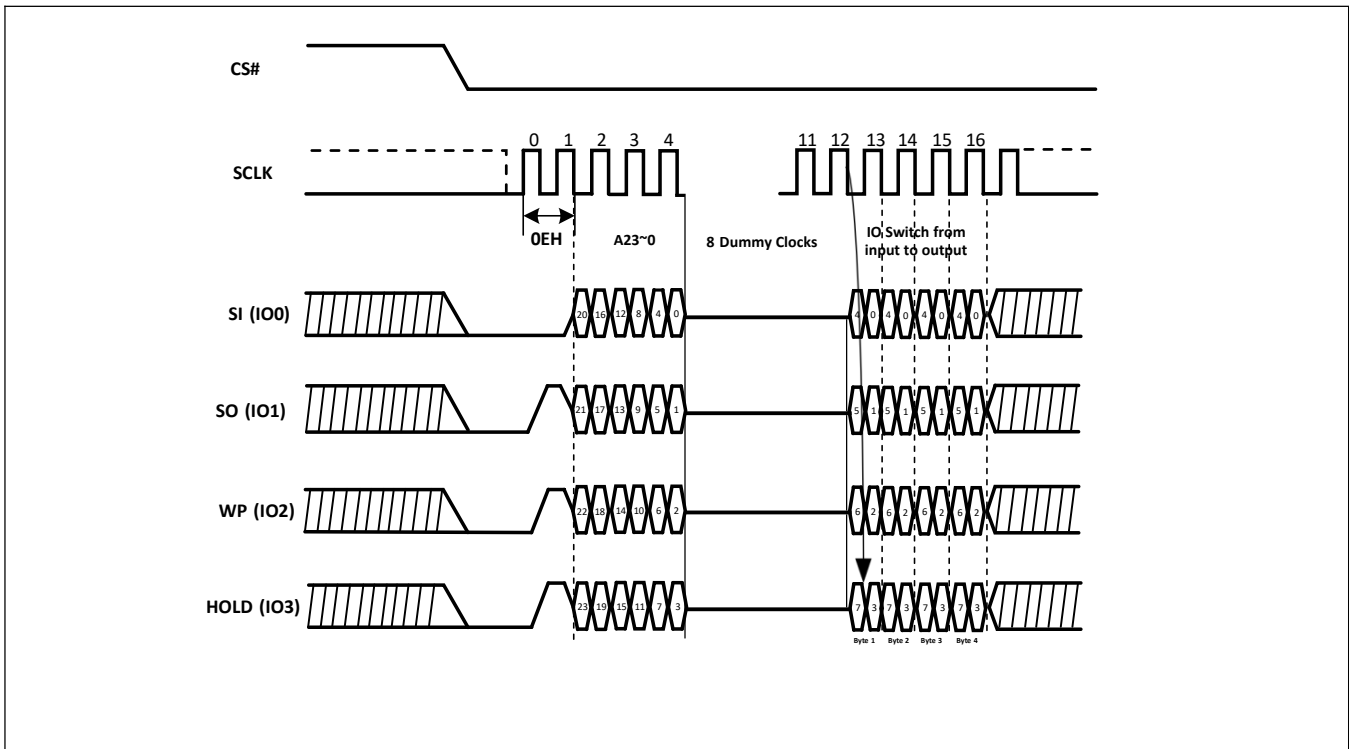 CS#
0 1 2 3 4 11 12 13 14 15 16
SCLK
0EH A23~0 8 Dummy Clocks IO Switch from
input to output
SI (IO0) 20 16 12 8 4 0 4 0 4 0 4 0 4 0
SO (IO1) 21 17 13 9 5 1 5 1 5 1 5 1 5 1
WP (IO2) 22 18 14 10 6 2 6 2 6 2 6 2 6 2
HOLD (IO3) 23 19 15 11 7 3 7 3 7 3 7 3 7 3
Byte 1 Byte 2 Byte 3 Byte 4